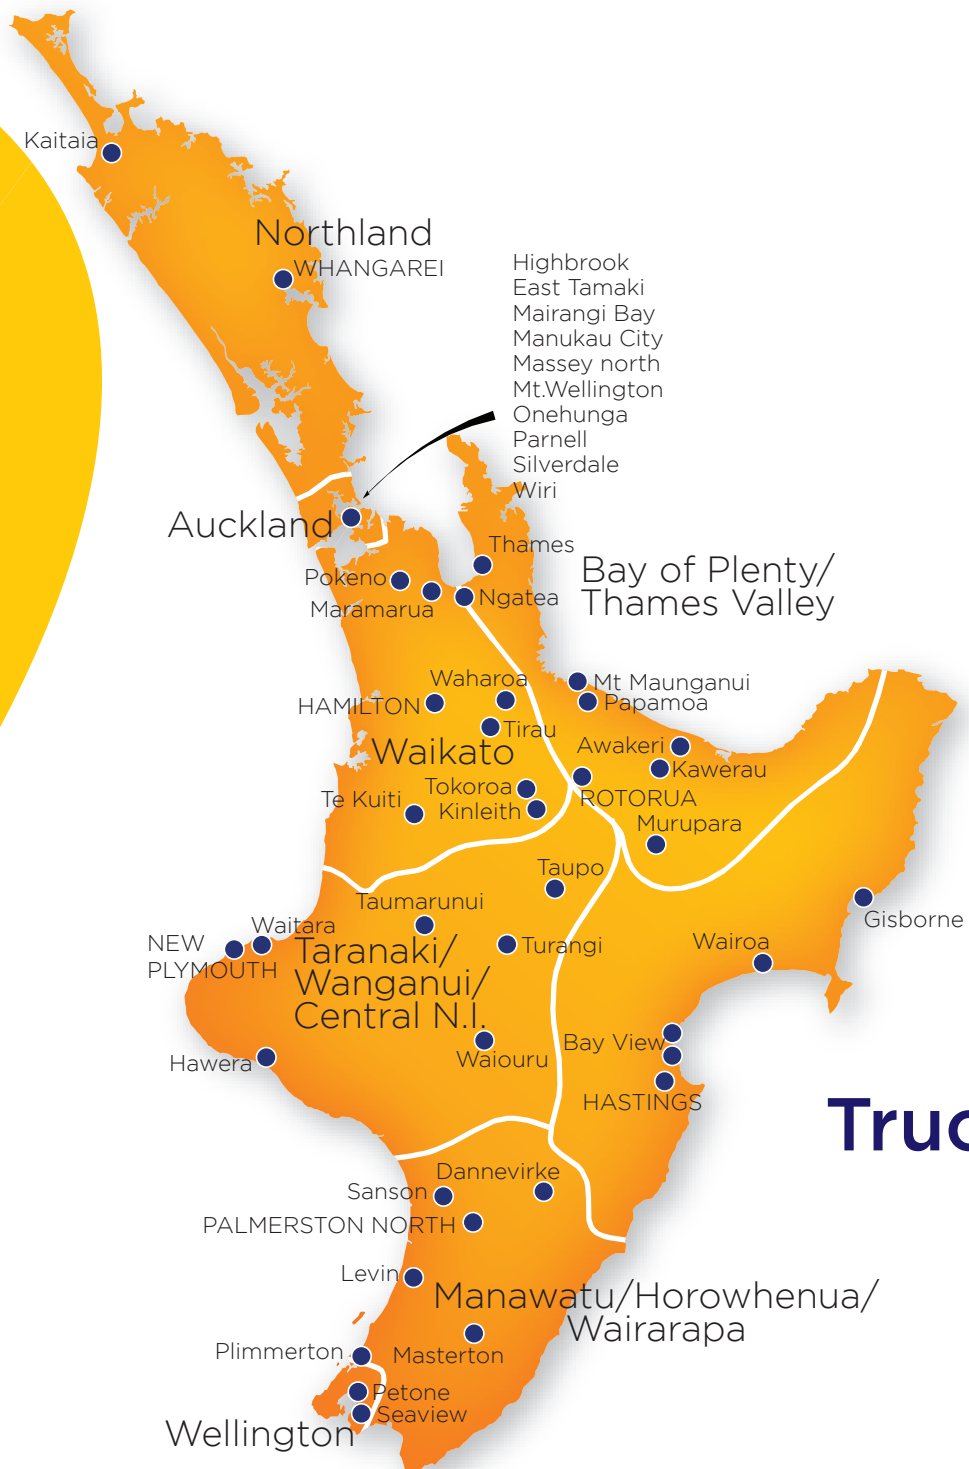 Kaitaia
Northland
WHANGAREI
Highbrook
East Tamaki
Mairangi Bay
Manukau City
Massey north
Mt.Wellington
Onehunga
Parnell
Silverdale
Wiri
Auckland
Thames
Pokeno
Maramarua
Ngatea
Bay of Plenty/
Thames Valley
Waharoa
Mt Maunganui
HAMILTON
Papamoa
Tirau
Waikato
Awakeri
Kawerau
Tokoroa
ROTORUA
Te Kuiti
Kinleith
Murupara
Taupo
Taumarunui
Gisborne
Waitara
NEW
PLYMOUTH
Taranaki/
Wanganui/
Central N.I.
Turangi
Wairoa
Bay View
Waiouru
Hawera
HASTINGS
Truc
Dannevirke
Sanson
PALMERSTON NORTH
Levin
Manawatu/Horowhenua/
Wairarapa
Plimmerton
Masterton
Petone
Seaview
Wellington